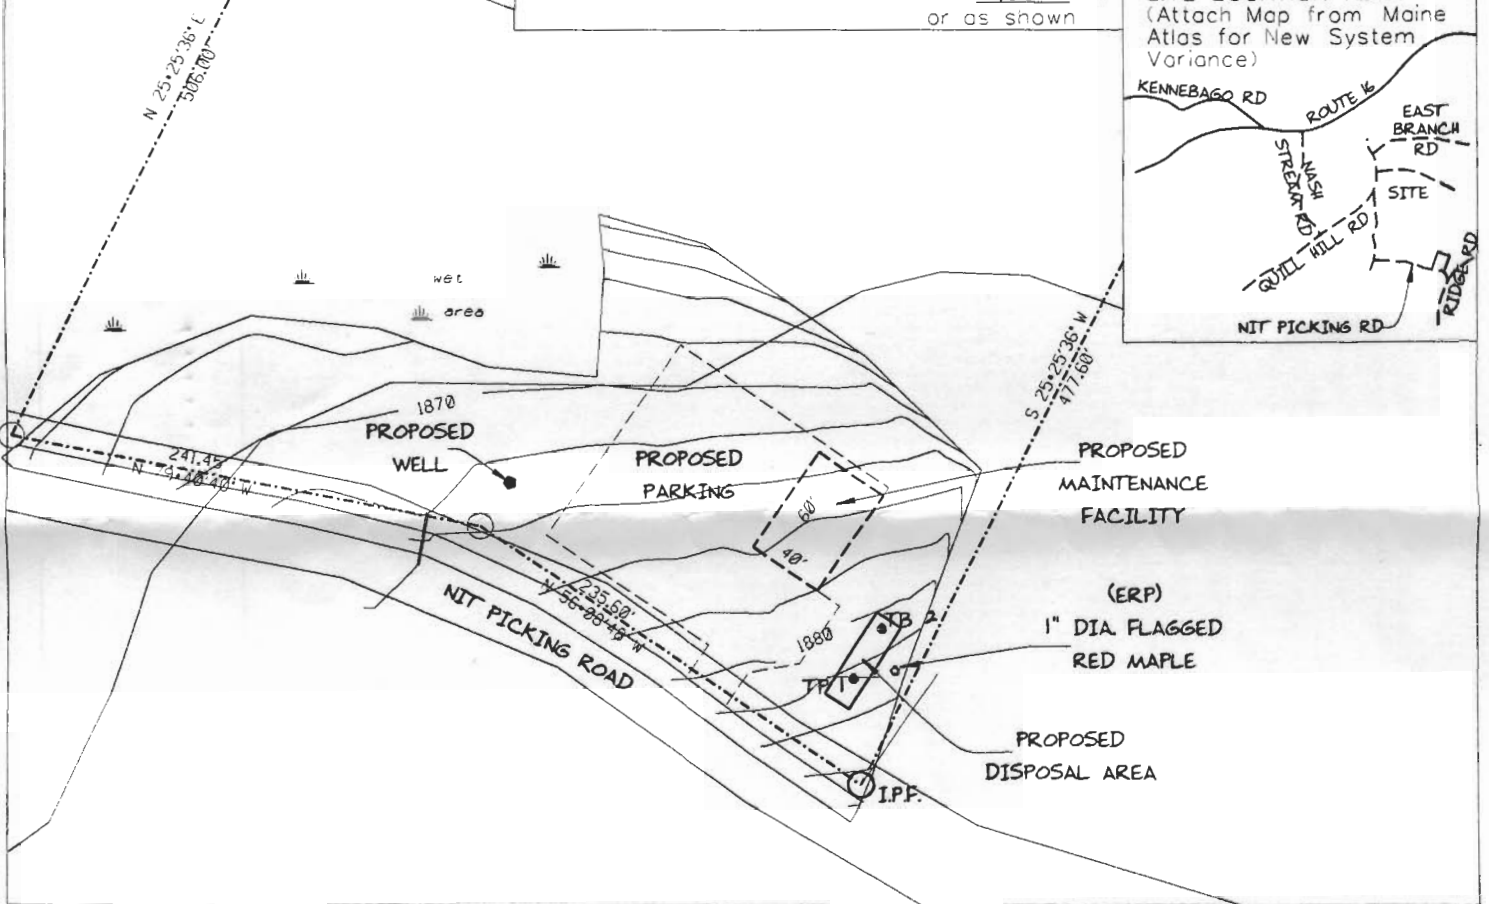 or as shown
(Attach Map from Maine
Atlas for New System
Variance)
KENNEBAGO RD
ROUTE 16
EAST
BRANCH
RD
NASH
STREAM RD
SITE
QUILL HILL RD
RIDGE RD
NIT PICKING RD
N 25°25'36" E
506.00'
wet
area
S 25°25'36" W
477.60'
1870
PROPOSED
WELL
241.45
PROPOSED
PARKING
PROPOSED
MAINTENANCE
FACILITY
60'
40'
235.60'
NIT PICKING ROAD
1880
TB 2
TP 1
(ERP)
1" DIA. FLAGGED
RED MAPLE
PROPOSED
DISPOSAL AREA
I.P.F.